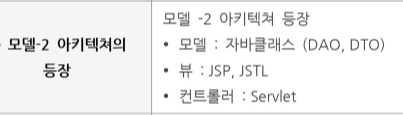 모델-2 아키텍쳐의
등장
모델 -2 아키텍쳐 등장
• 모델 : 자바클래스 (DAO, DTO)
• 뷰 : JSP, JSTL
• 컨트롤러 : Servlet